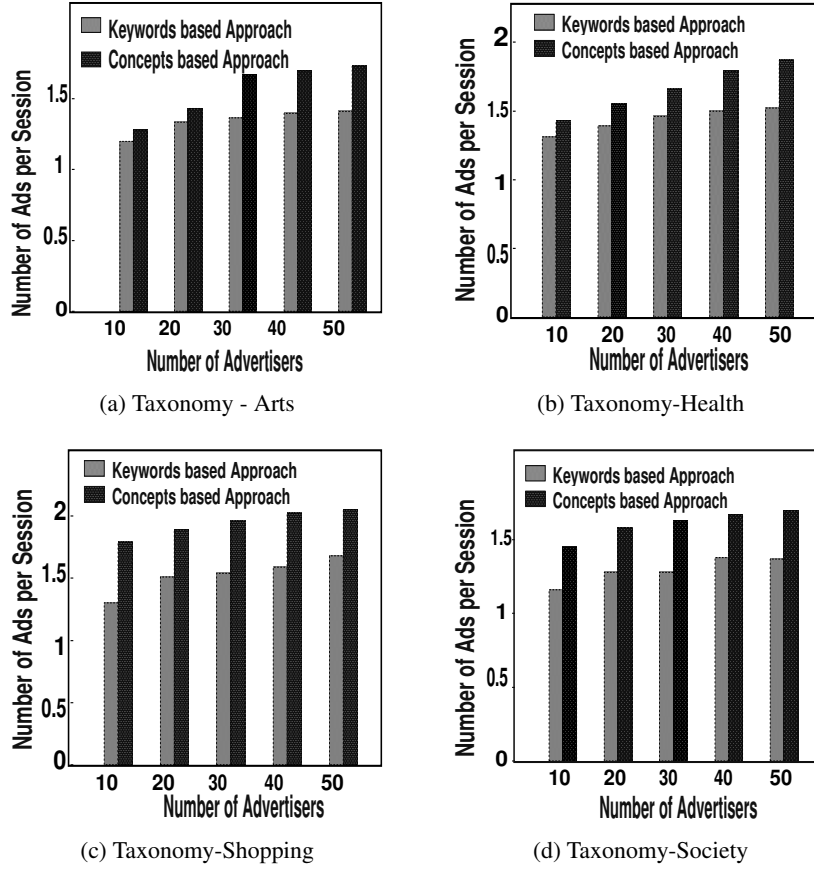 Keywords based Approach
Concepts based Approach
Number of Ads per Session
1.5
1
0.5
0
10 20 30 40 50
Number of Advertisers
(a) Taxonomy - Arts
Keywords based Approach
Concepts based Approach
Number of Ads per Session
2
1.5
1
0.5
0
10 20 30 40 50
Number of Advertisers
(b) Taxonomy-Health
Keywords based Approach
Concepts based Approach
Number of Ads per Session
2
1.5
1
0.5
0
10 20 30 40 50
Number of Advertisers
(c) Taxonomy-Shopping
Keywords based Approach
Concepts based Approach
Number of Ads per Session
1.5
1
0.5
0
10 20 30 40 50
Number of Advertisers
(d) Taxonomy-Society